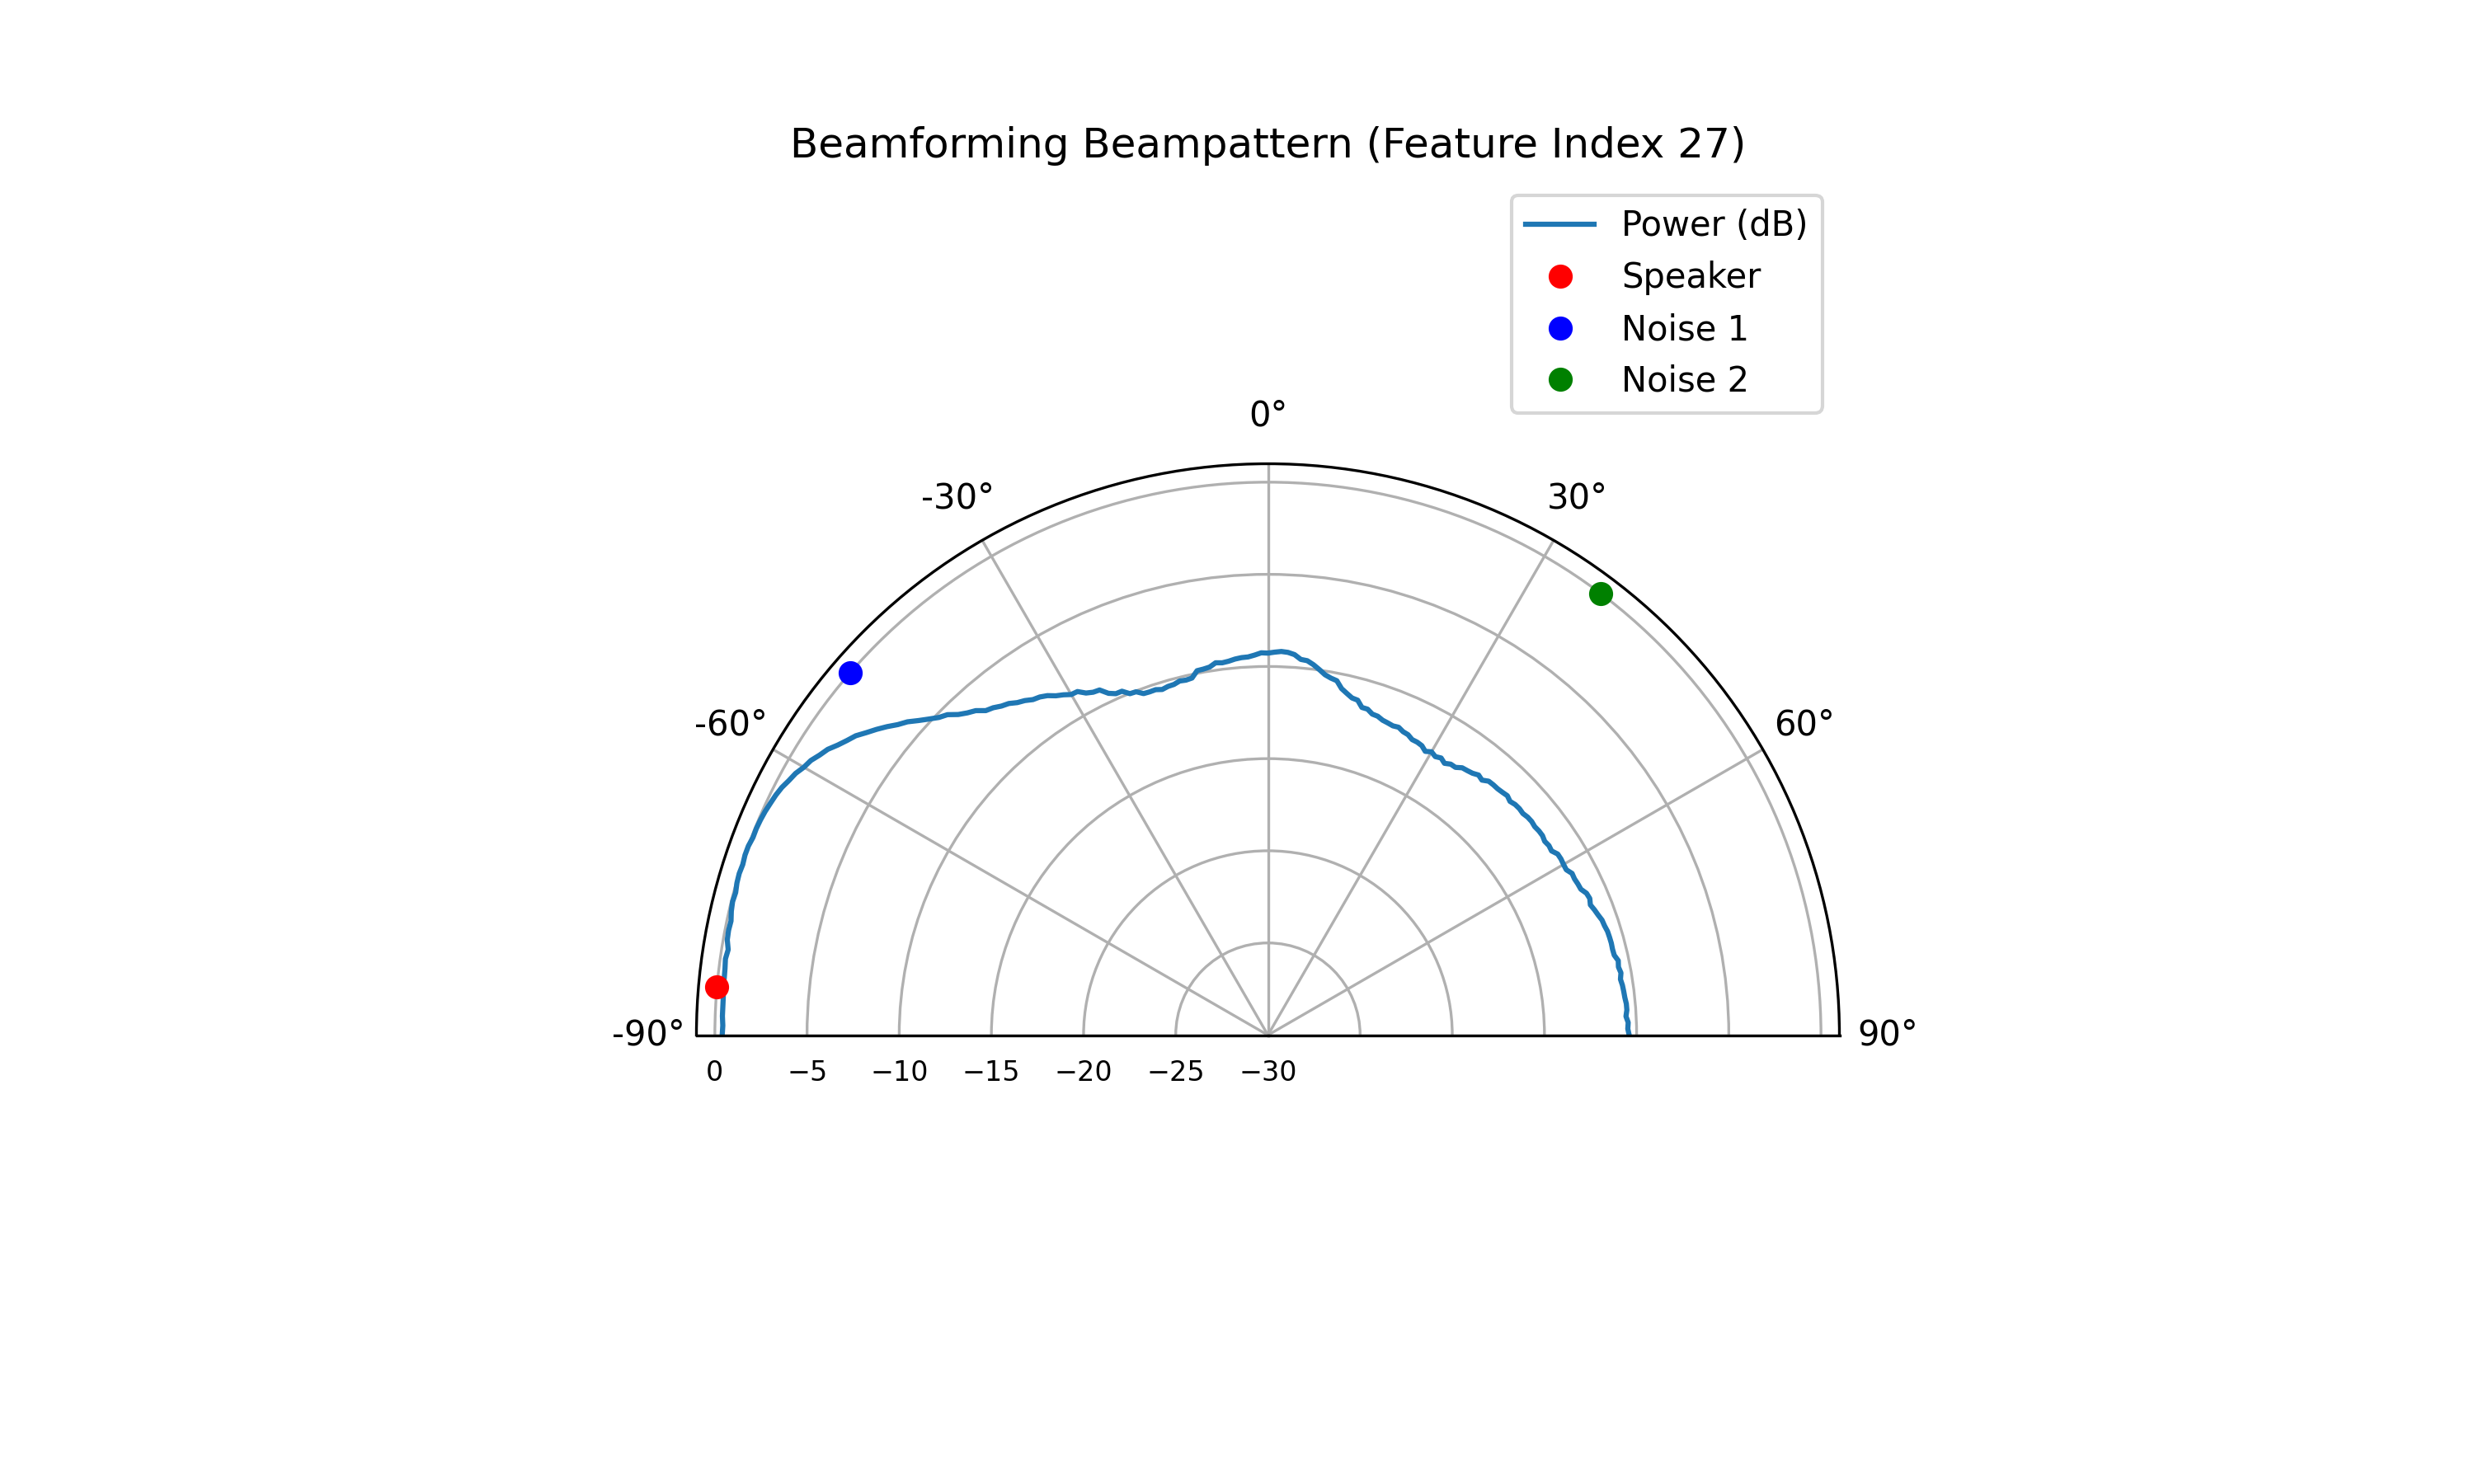 Beamforming Beampattern (Feature Index 27)
Power (dB)
Speaker
Noise 1
Noise 2
0°
-30°
30°
-60°
60°
-90°
90°
0
−5
−10
−15
−20
−25
−30